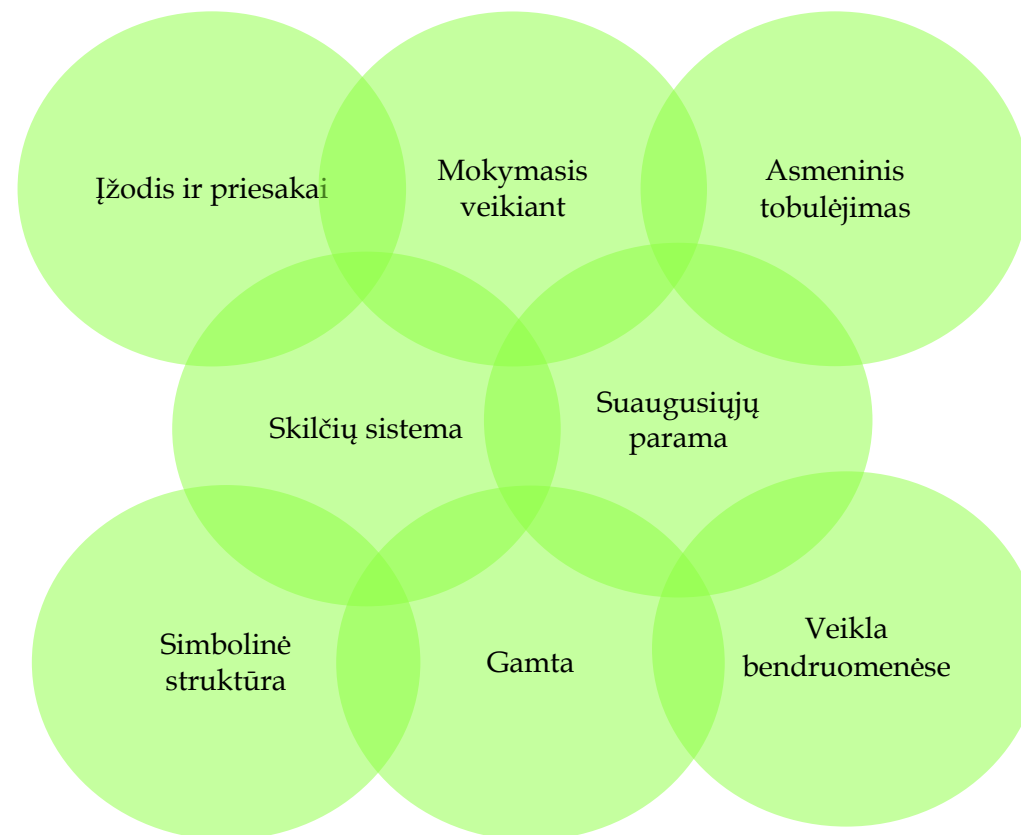 Įžodis ir priesakai
Mokymasis
veikiant
Asmeninis
tobulėjimas
Skilčių sistema
Suaugusiųjų
parama
Simbolinė
struktūra
Gamta
Veikla
bendruomenėse